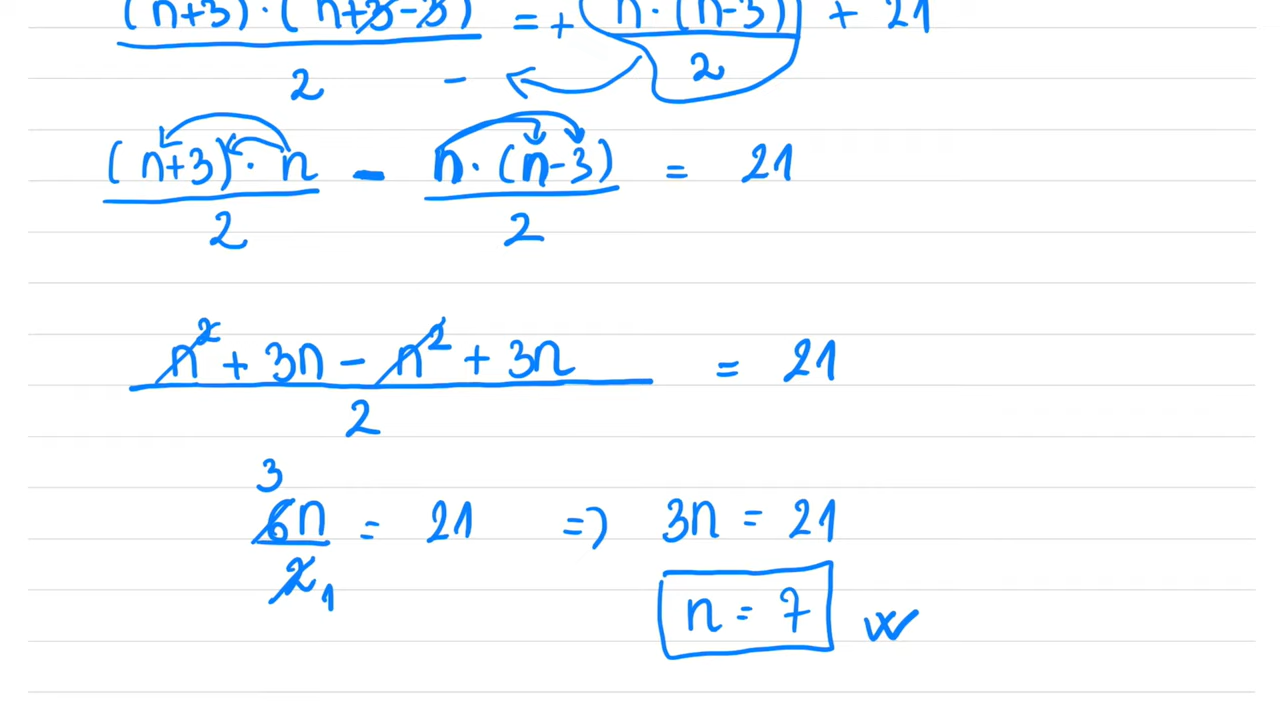 (n+3)·(n+3-3) / 2 = + n·(n-3) / 2 + 21
-
(n+3)·n / 2 - n·(n-3) / 2 = 21
n² + 3n - n² + 3n / 2 = 21
3
6n / 2 = 21 => 3n = 21
1
n = 7